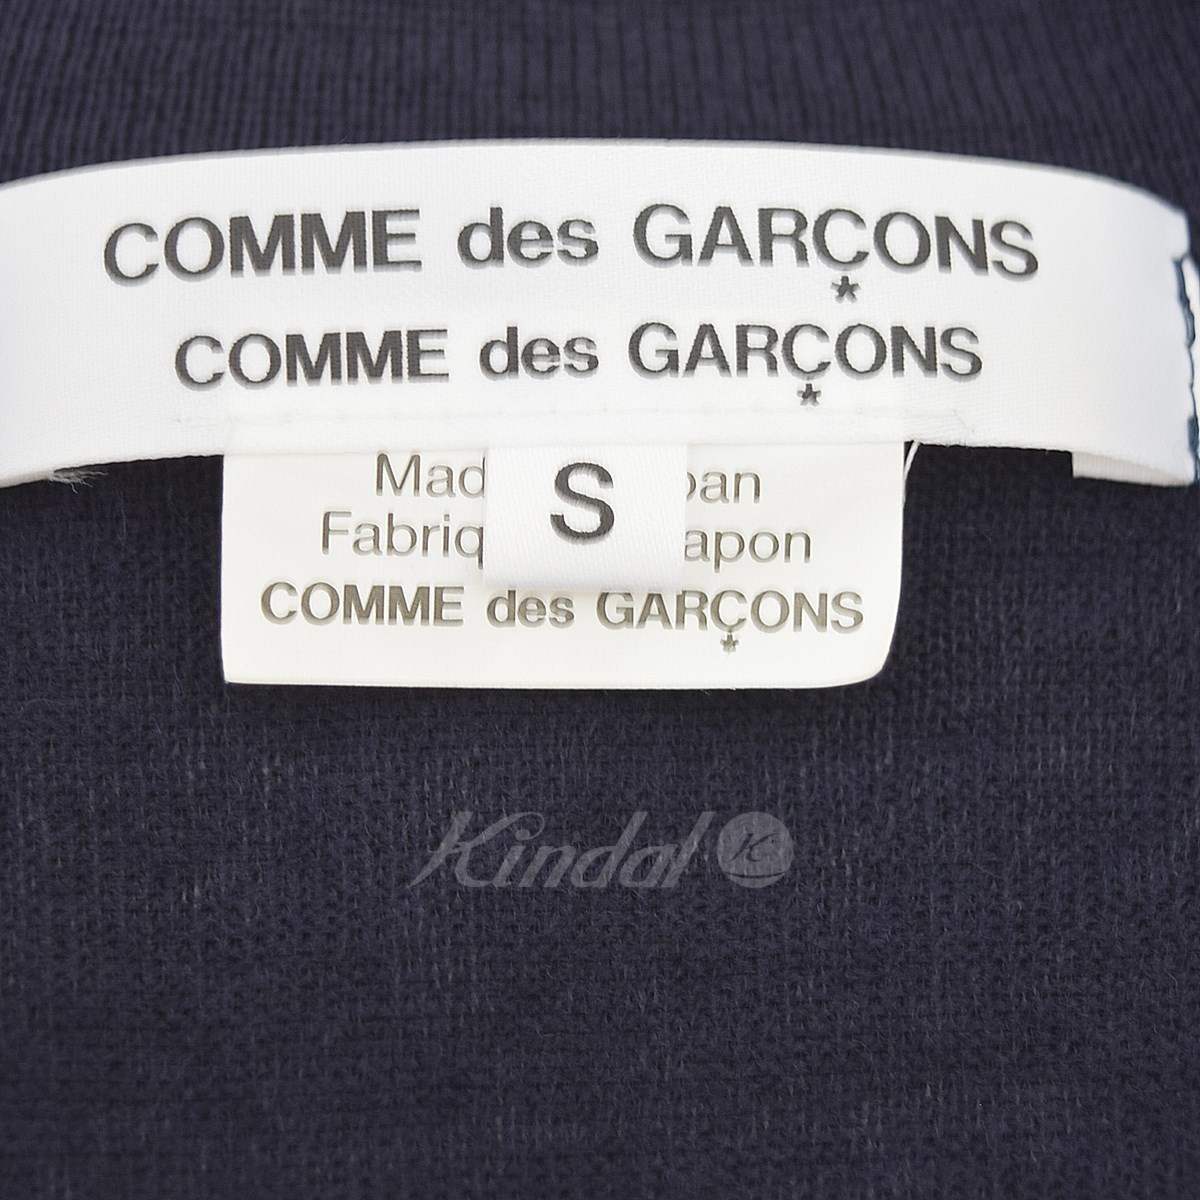 COMME des GARÇONS
COMME des GARÇONS
Mad pan
S
Fabriq apon
COMME des GARÇONS
Kindal K